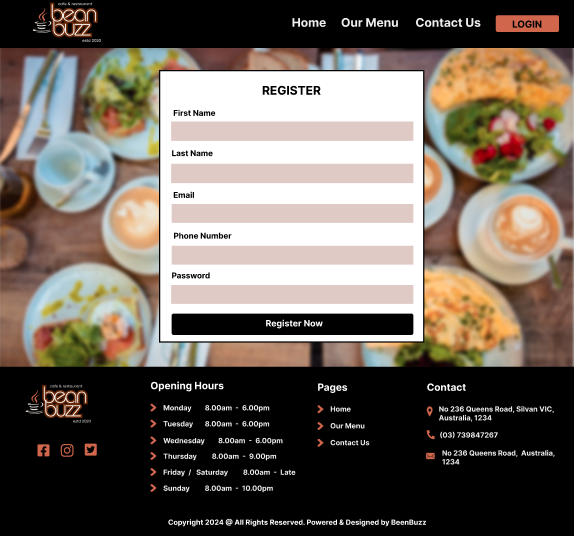 cafe & restaurant
bean
buzz
estd 2020
Home Our Menu Contact Us LOGIN
REGISTER
First Name
Last Name
Email
Phone Number
Password
Register Now
cafe & restaurant
bean
buzz
estd 2020
Opening Hours
Monday 8.00am - 6.00pm
Tuesday 8.00am - 6.00pm
Wednesday 8.00am - 6.00pm
Thursday 8.00am - 9.00pm
Friday / Saturday 8.00am - Late
Sunday 8.00am - 10.00pm
Pages
Home
Our Menu
Contact Us
Contact
No 236 Queens Road, Silvan VIC,
Australia, 1234
(03) 739847267
No 236 Queens Road, Australia,
1234
Copyright 2024 @ All Rights Reserved. Powered & Designed by BeenBuzz